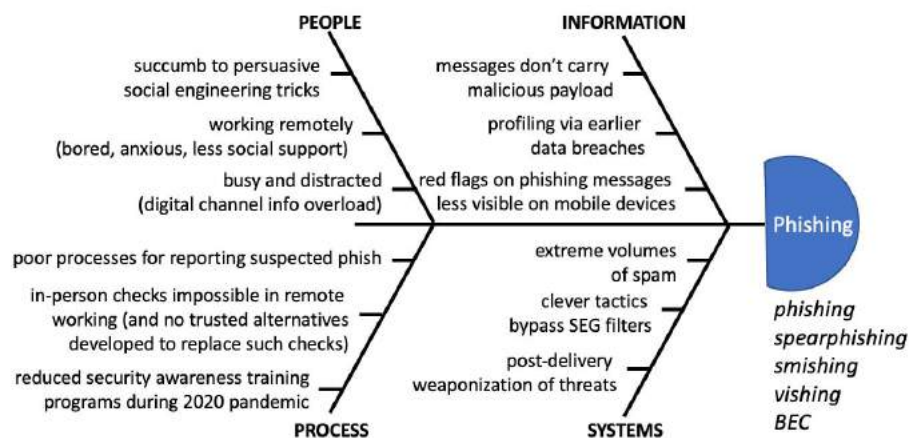 PEOPLE
succumb to persuasive
social engineering tricks
working remotely
(bored, anxious, less social support)
busy and distracted
(digital channel info overload)
INFORMATION
messages don't carry
malicious payload
profiling via earlier
data breaches
red flags on phishing messages
less visible on mobile devices
poor processes for reporting suspected phish
in-person checks impossible in remote
working (and no trusted alternatives
developed to replace such checks)
reduced security awareness training
programs during 2020 pandemic
PROCESS
extreme volumes
of spam
clever tactics
bypass SEG filters
post-delivery
weaponization of threats
SYSTEMS
Phishing
phishing
spearphishing
smishing
vishing
BEC